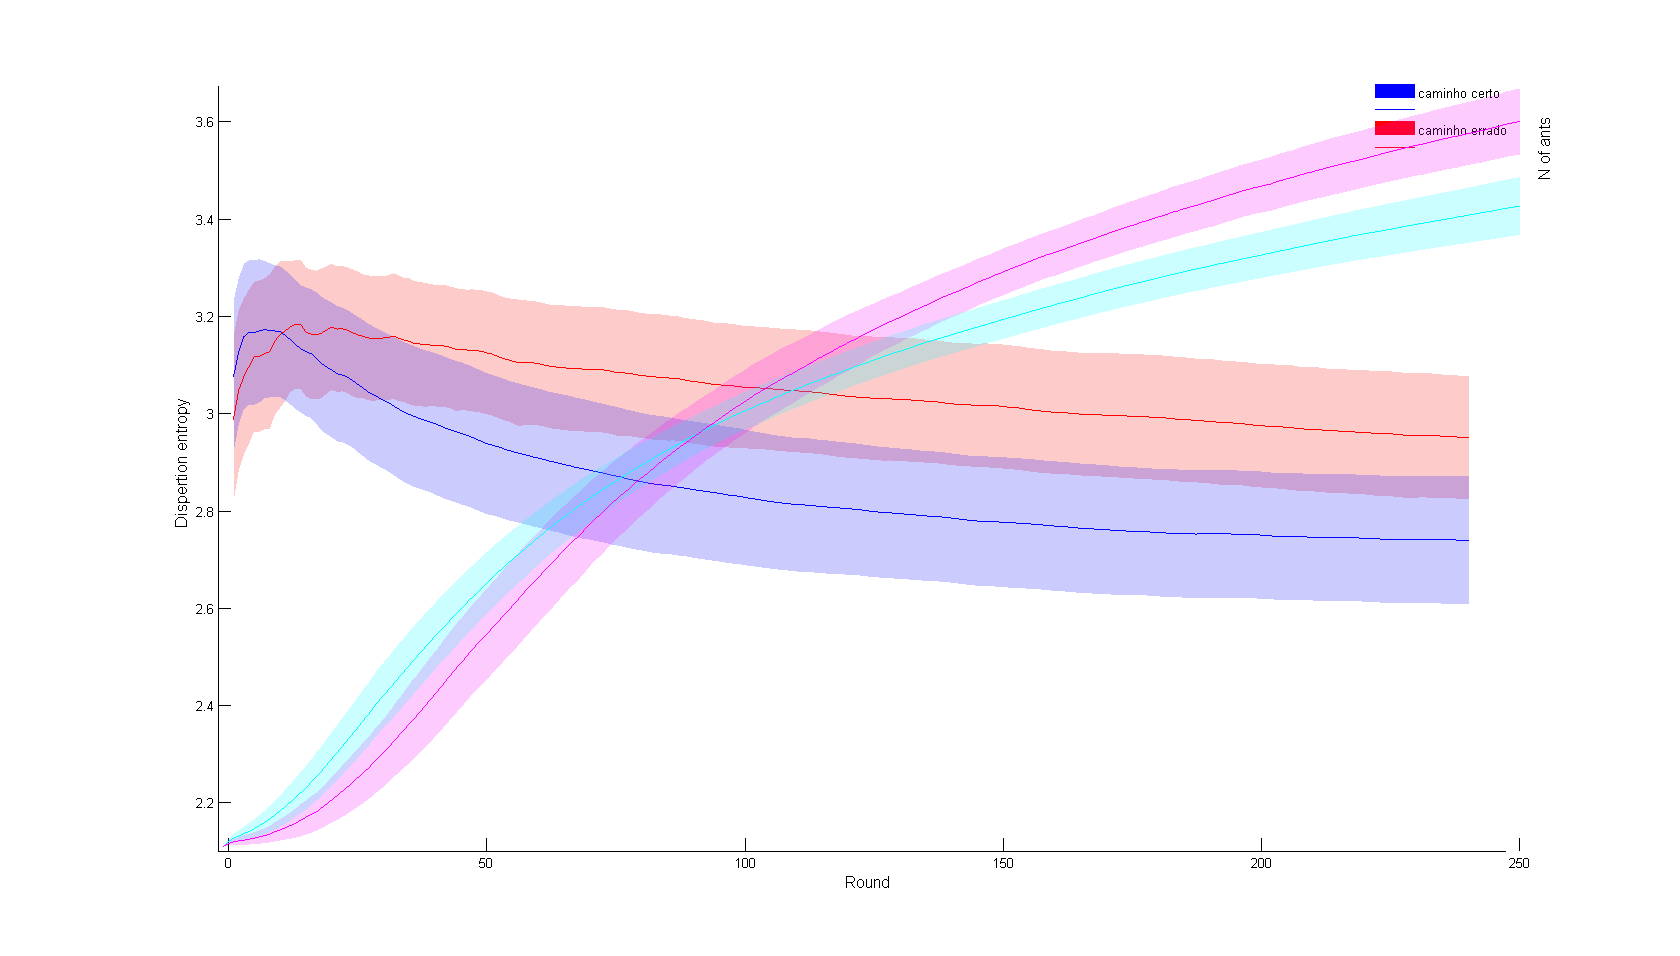 caminho certo
caminho errado
N of ants
3.6
3.4
3.2
3
2.8
2.6
2.4
2.2
Dispertion entropy
0
50
100
150
200
250
Round